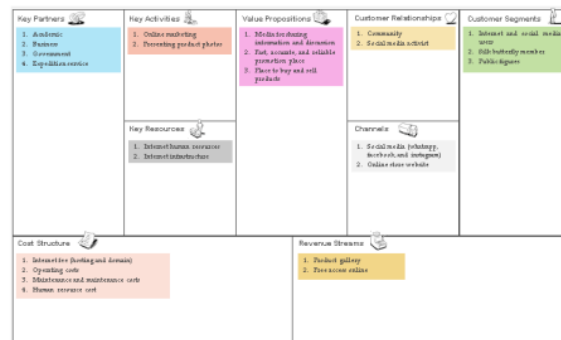 Key Partners
1. Academic
2. Business
3. Government
4. Expedition service
Key Activities
1. Online marketing
2. Presenting product photos
Key Resources
1. Internet human resources
2. Internet infrastructure
Value Propositions
1. Media for sharing
information and discussion
2. Fast, accurate, and reliable
promotion place
3. Place to buy and sell
products
Customer Relationships
1. Community
2. Social media activist
Channels
1. Social media (whatsapp,
facebook, and instagram)
2. Online store website
Customer Segments
1. Internet and social media
user
2. Silk butterfly member
3. Public figures
Cost Structure
1. Internet fee (hosting and domain)
2. Operating costs
3. Maintenance and maintenance costs
4. Human resource cost
Revenue Streams
1. Product gallery
2. Free access online